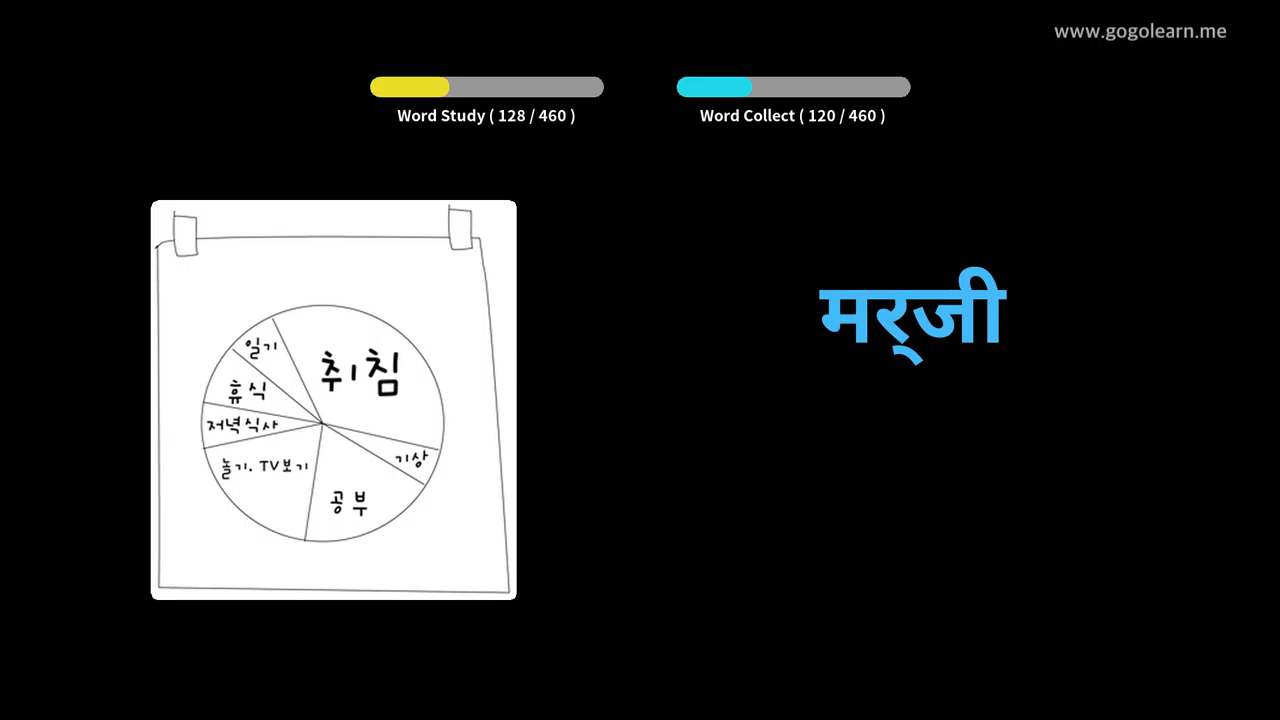 www.gogolearn.me
Word Study ( 128 / 460 )
Word Collect ( 120 / 460 )
일기
취침
휴식
저녁식사
놀기. TV보기
기상
공부
मर्‌जी